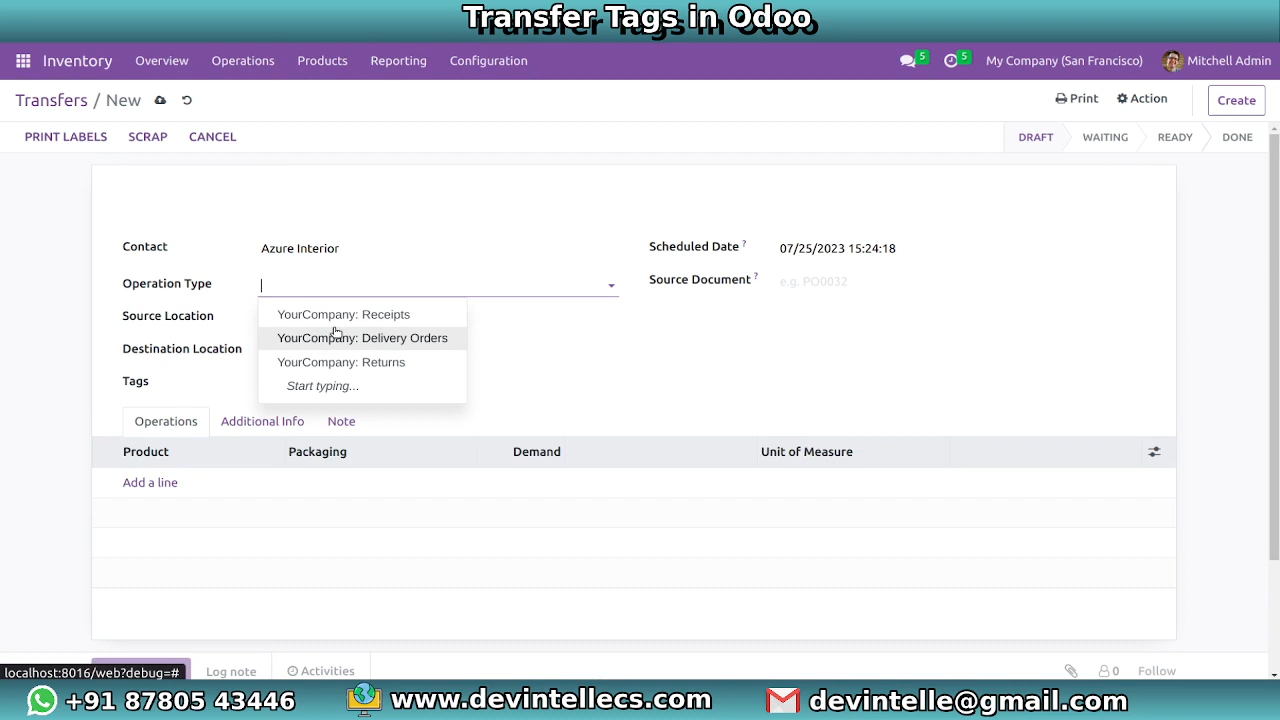 Transfer Tags in Odoo
Inventory Overview Operations Products Reporting Configuration 5 5 My Company (San Francisco) Mitchell Admin
Transfers / New Print Action Create
PRINT LABELS SCRAP CANCEL DRAFT WAITING READY DONE
Contact Azure Interior Scheduled Date ? 07/25/2023 15:24:18
Operation Type Source Document ? e.g. PO0032
YourCompany: Receipts
Source Location
YourCompany: Delivery Orders
Destination Location
YourCompany: Returns
Tags
Start typing...
Operations Additional Info Note
Product Packaging Demand Unit of Measure
Add a line
localhost:8016/web?debug=# Log note Activities 0 Follow
+91 87805 43446 www.devintellecs.com devintelle@gmail.com